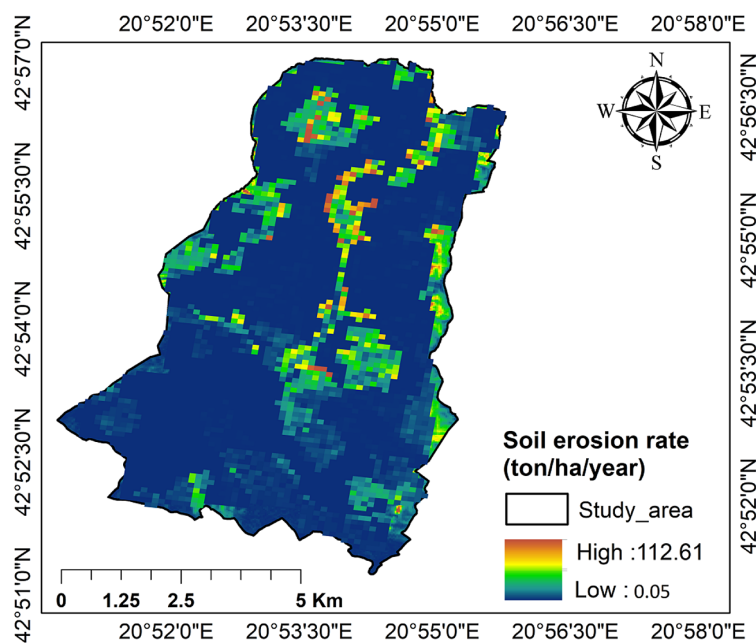 20°52'0"E 20°53'30"E 20°55'0"E 20°56'30"E 20°58'0"E
42°57'0"N
42°55'30"N
42°54'0"N
42°52'30"N
42°51'0"N
N
W E
S
42°56'30"N
42°55'0"N
42°53'30"N
42°52'0"N
Soil erosion rate
(ton/ha/year)
Study_area
High :112.61
Low : 0.05
0 1.25 2.5 5 Km
20°52'0"E 20°53'30"E 20°55'0"E 20°56'30"E 20°58'0"E